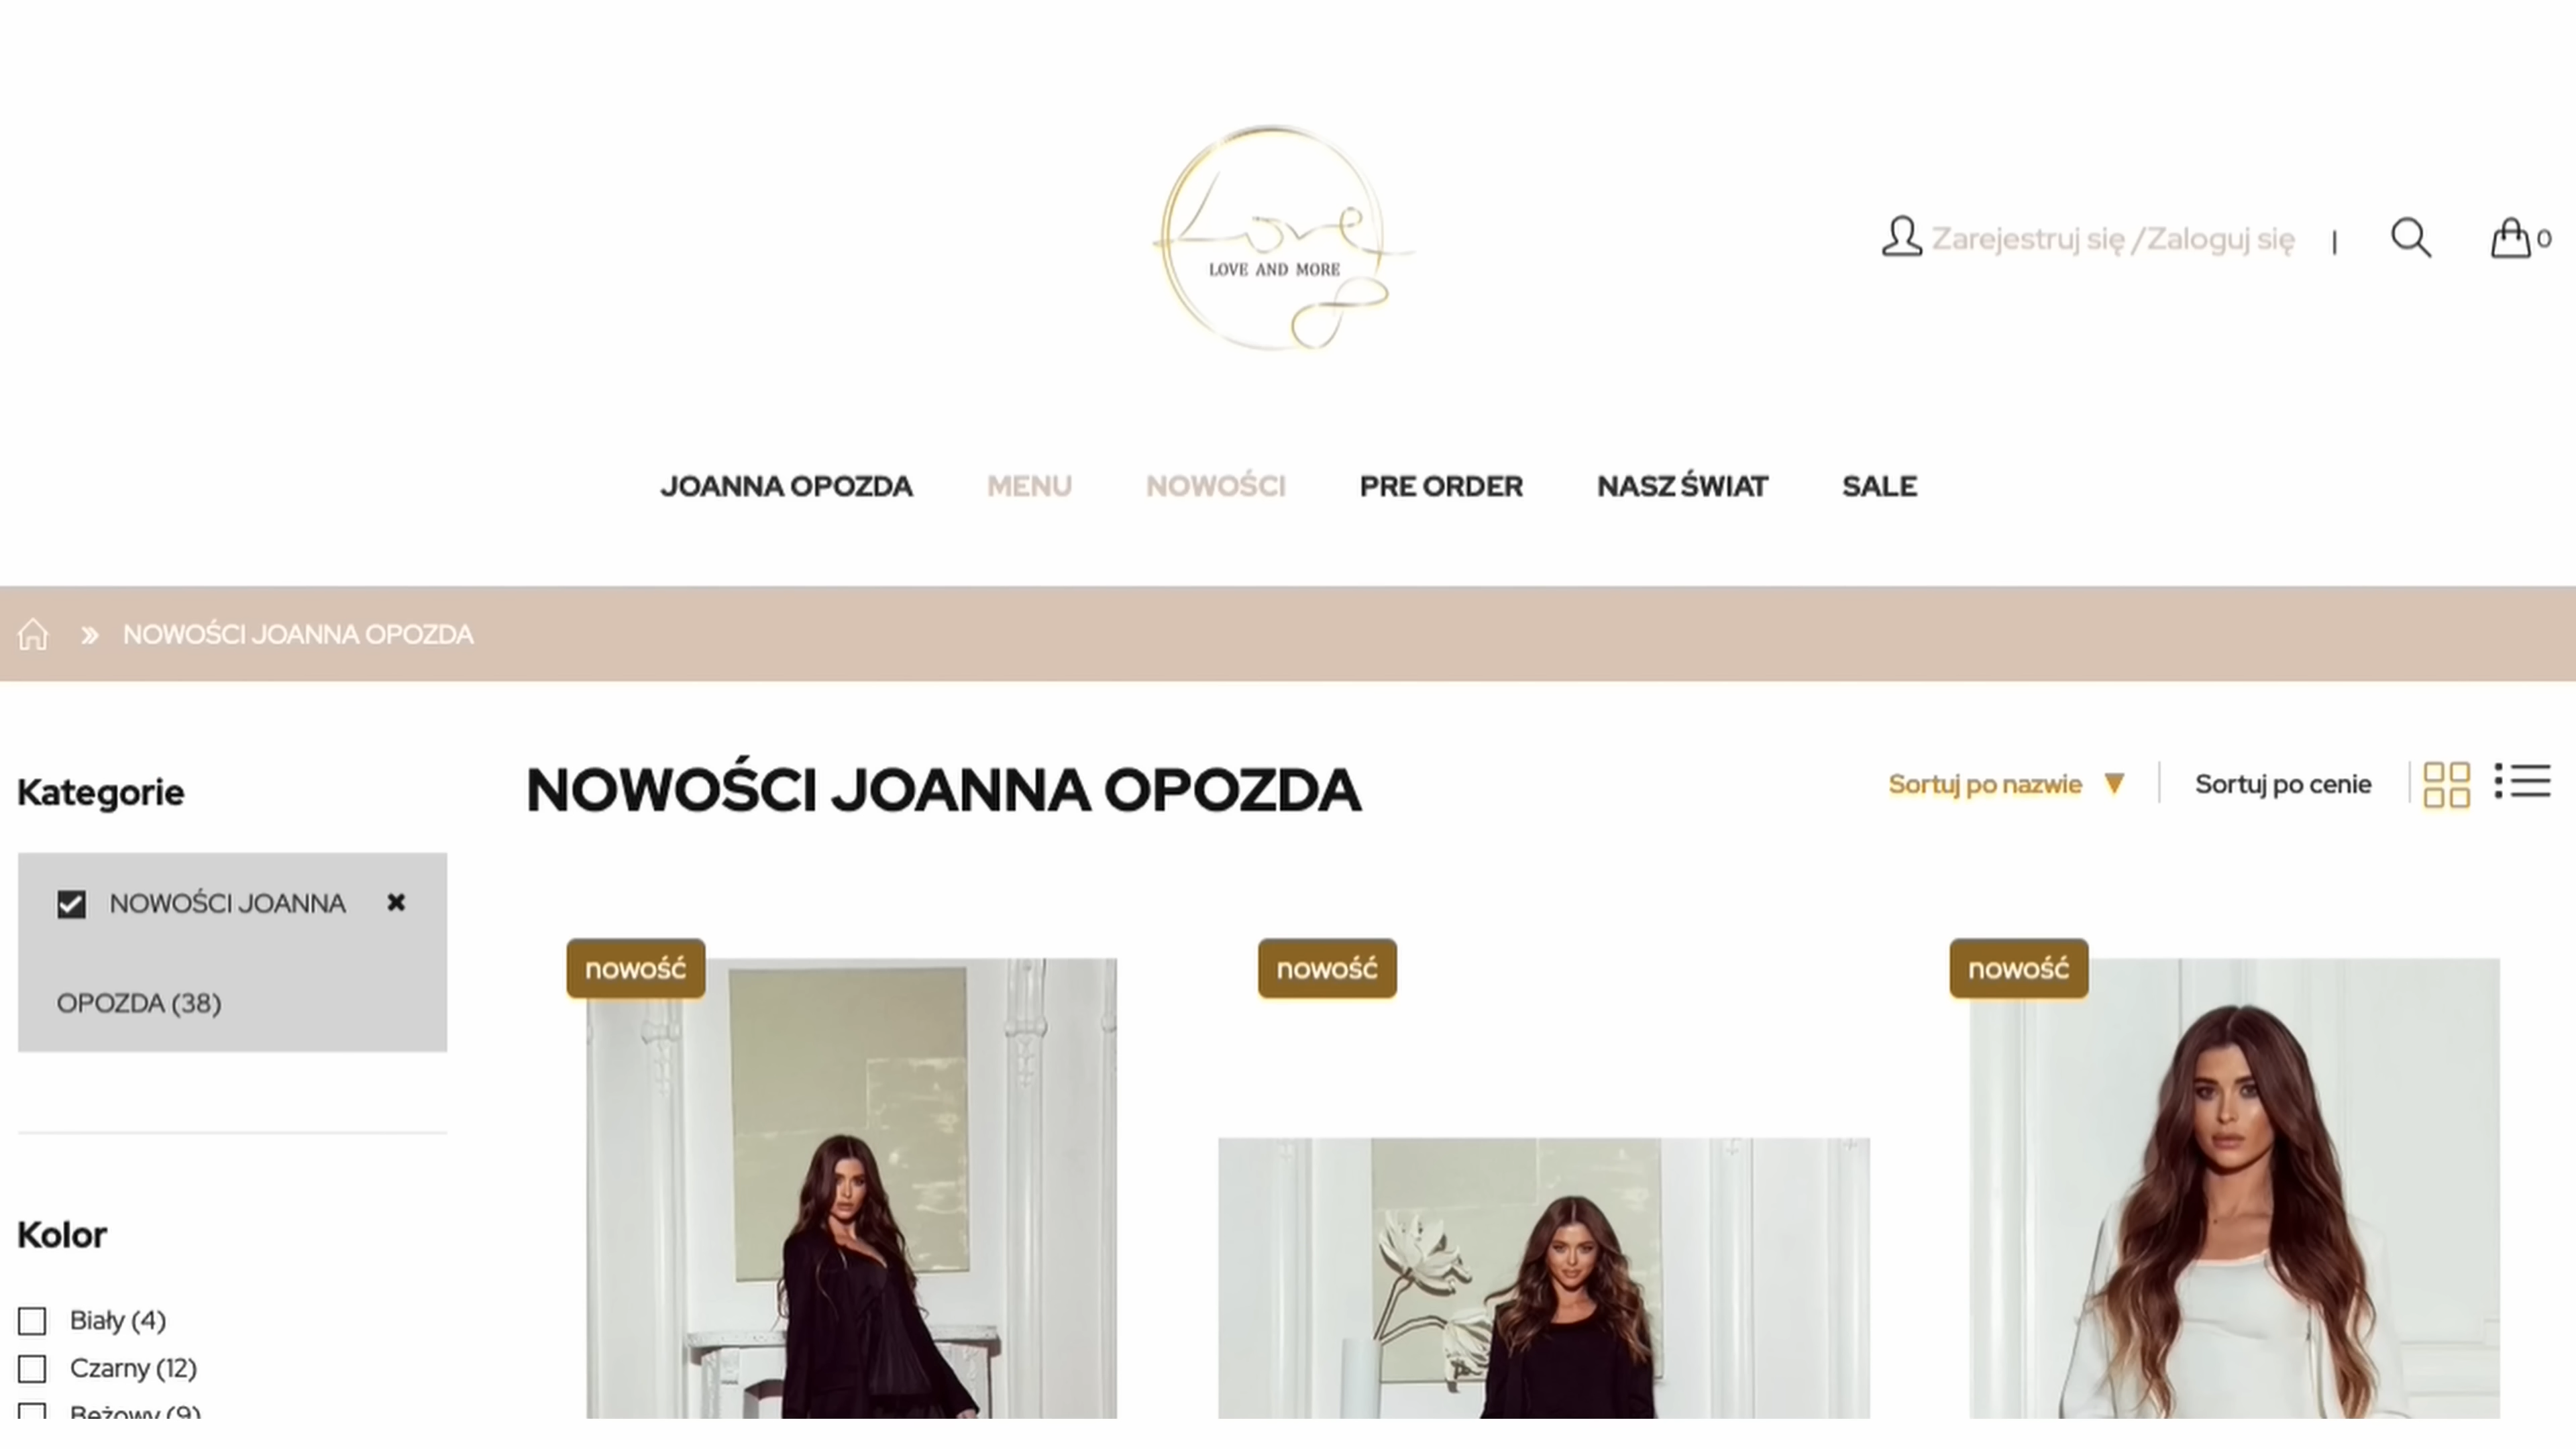 Love
LOVE AND MORE
Zarejestruj się /Zaloguj się | 0
JOANNA OPOZDA MENU NOWOŚCI PRE ORDER NASZ ŚWIAT SALE
» NOWOŚCI JOANNA OPOZDA
Kategorie
NOWOŚCI JOANNA
OPOZDA (38)
NOWOŚCI JOANNA OPOZDA
Sortuj po nazwie ▼ Sortuj po cenie
nowość nowość nowość
Kolor
Biały (4)
Czarny (12)
Beżowy (9)